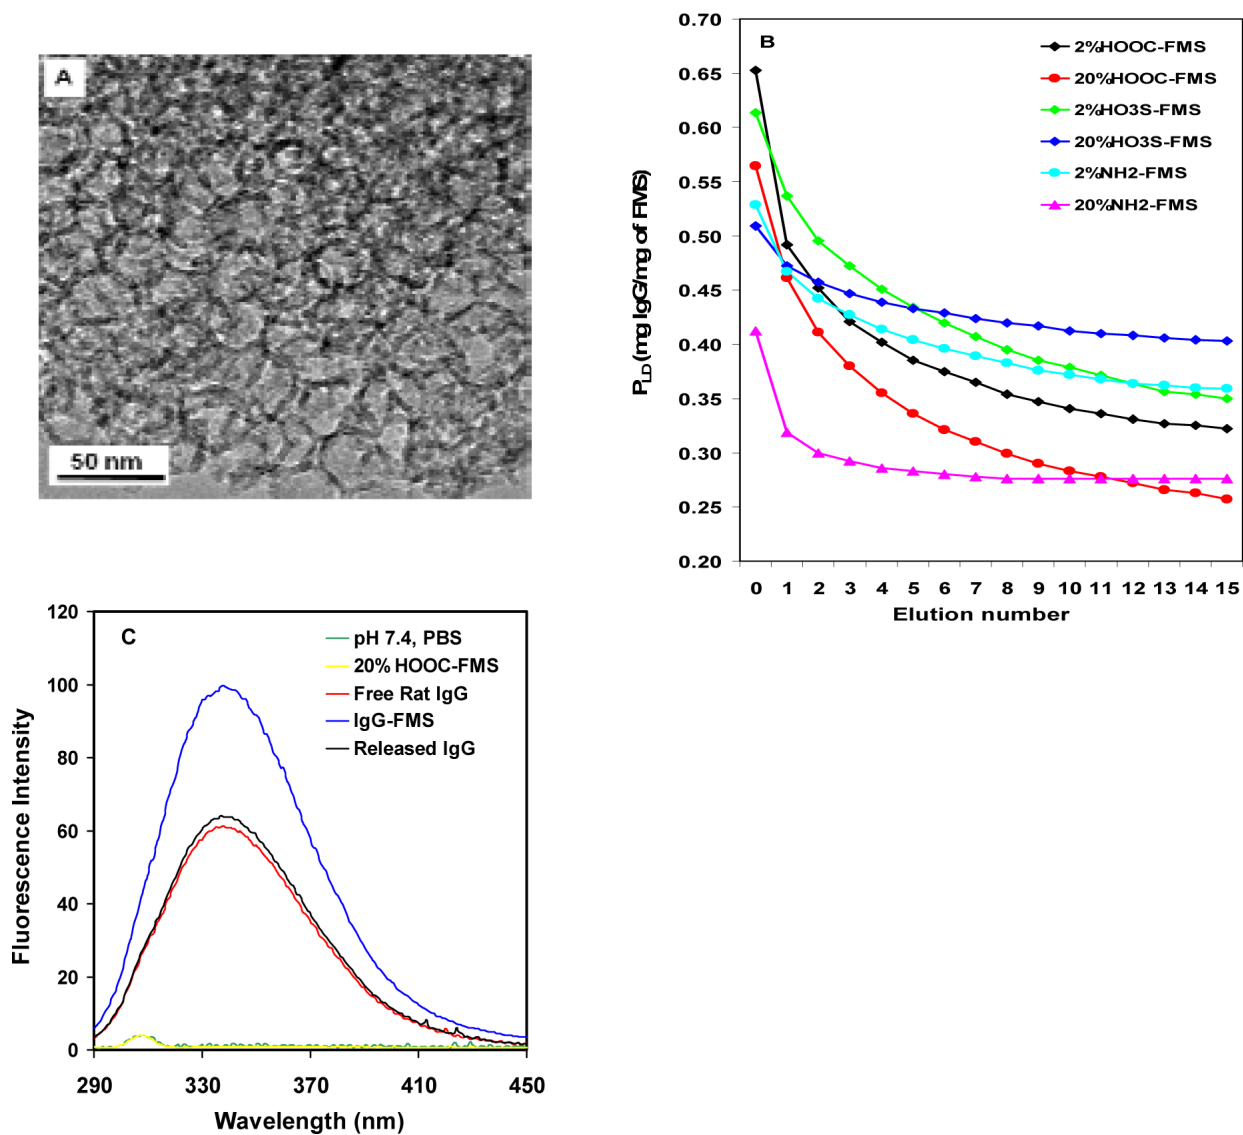 A
50 nm
B
2%HOOC-FMS
20%HOOC-FMS
2%HO3S-FMS
20%HO3S-FMS
2%NH2-FMS
20%NH2-FMS
0.70
0.65
0.60
0.55
0.50
0.45
0.40
0.35
0.30
0.25
0.20
PLD (mg IgG/mg of FMS)
0 1 2 3 4 5 6 7 8 9 10 11 12 13 14 15
Elution number
C
pH 7.4, PBS
20% HOOC-FMS
Free Rat IgG
IgG-FMS
Released IgG
120
100
80
60
40
20
0
Fluorescence Intensity
290 330 370 410 450
Wavelength (nm)